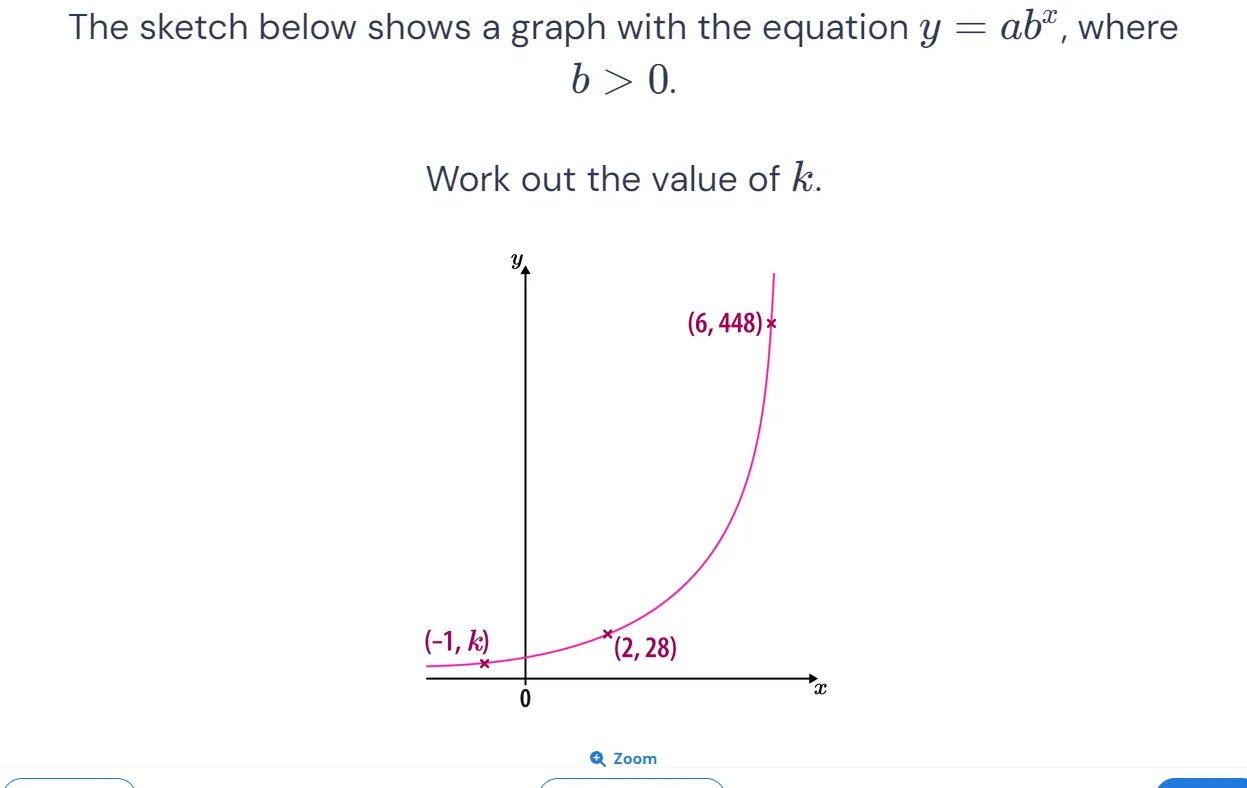 The sketch below shows a graph with the equation y = abˣ, where
b > 0.
Work out the value of k.
y
(6, 448)
(–1, k)
(2, 28)
x
0
Zoom